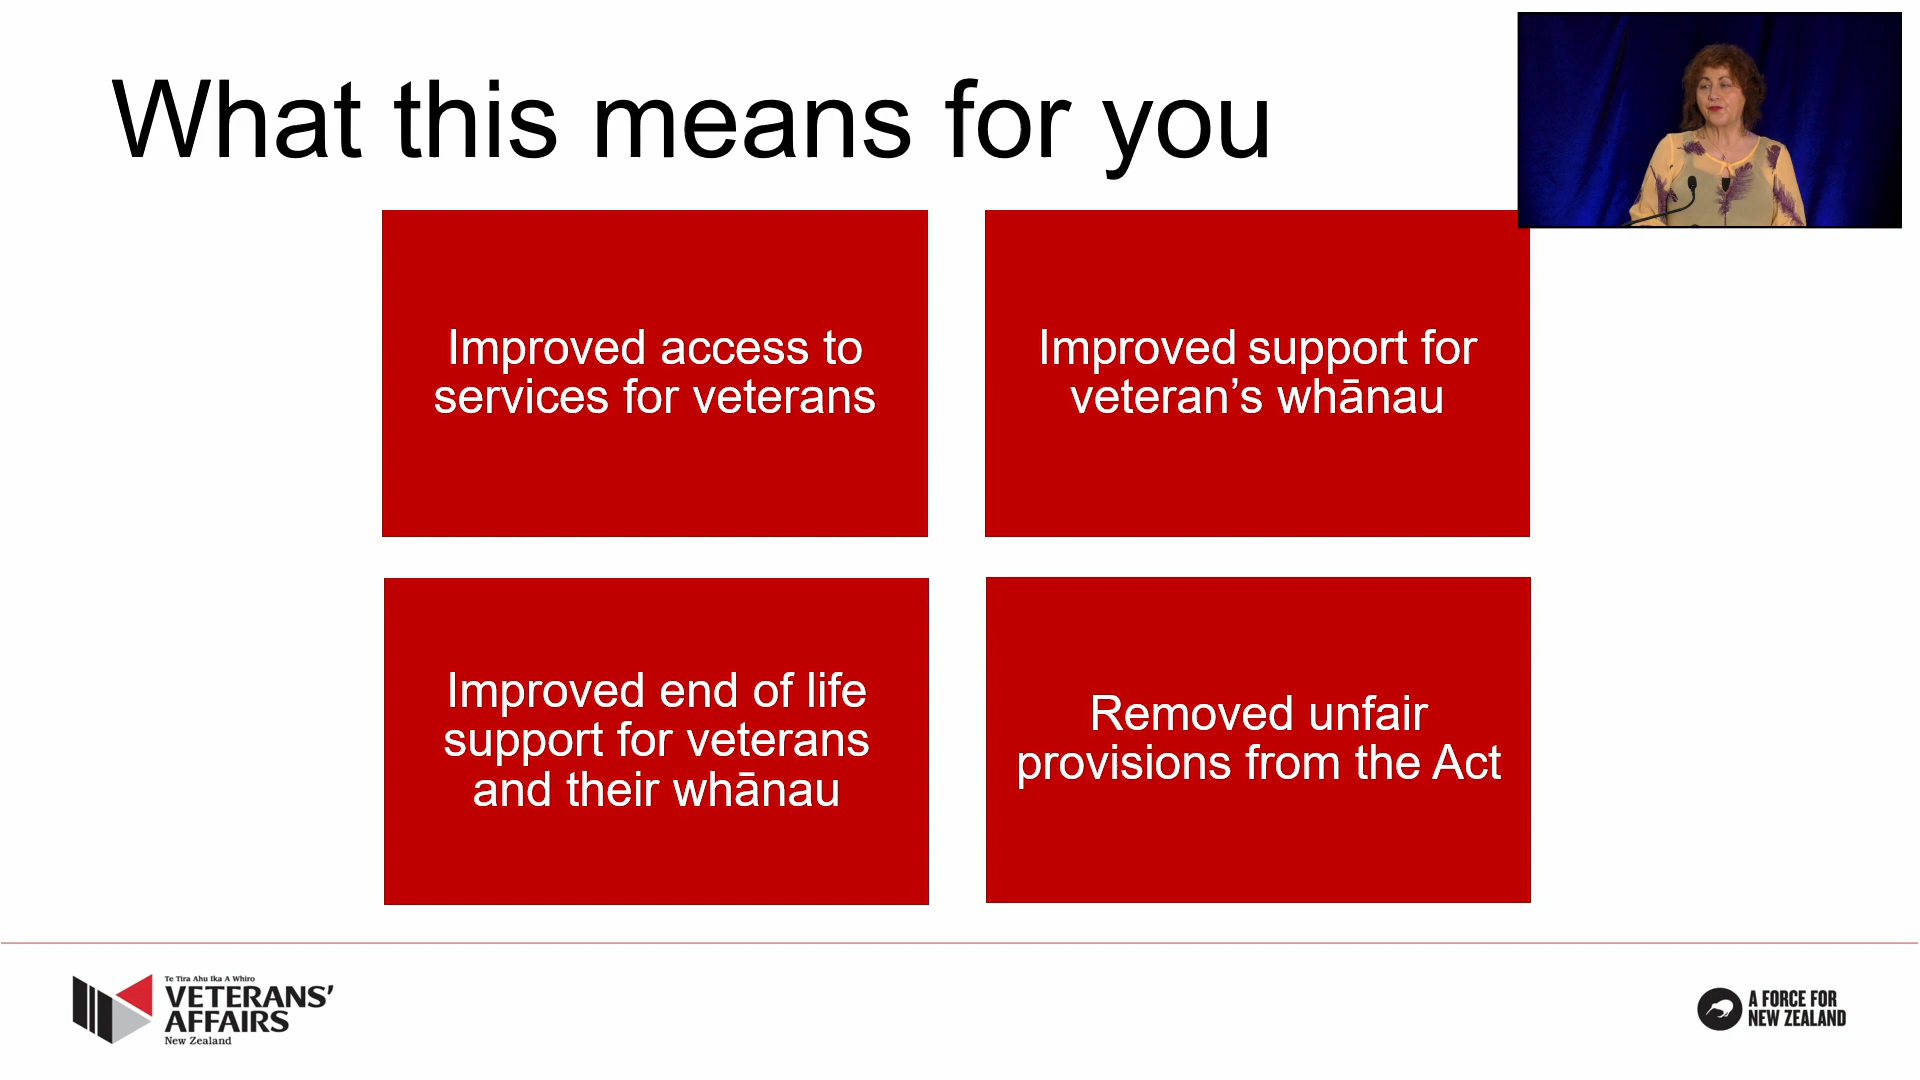 What this means for you
Improved access to
services for veterans
Improved support for
veteran’s whānau
Improved end of life
support for veterans
and their whānau
Removed unfair
provisions from the Act
Te Tira Ahu Ika A Whiro
VETERANS’
AFFAIRS
New Zealand
A FORCE FOR
NEW ZEALAND